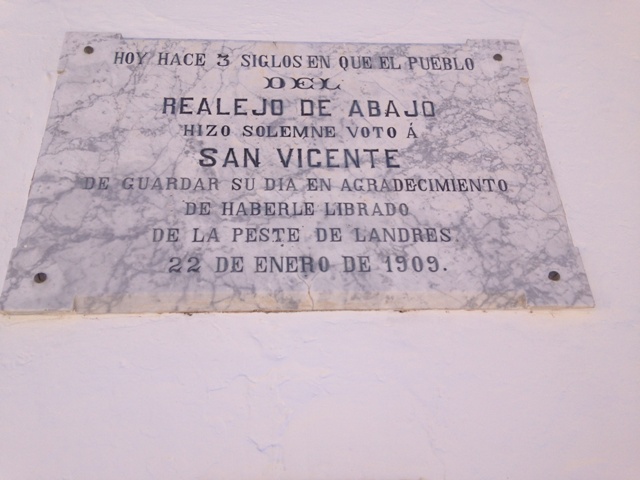 HOY HACE 3 SIGLOS EN QUE EL PUEBLO
DEL
REALEJO DE ABAJO
HIZO SOLEMNE VOTO Á
SAN VICENTE
DE GUARDAR SU DIA EN AGRADECIMIENTO
DE HABERLE LIBRADO
DE LA PESTE DE LANDRES.
22 DE ENERO DE 1909.